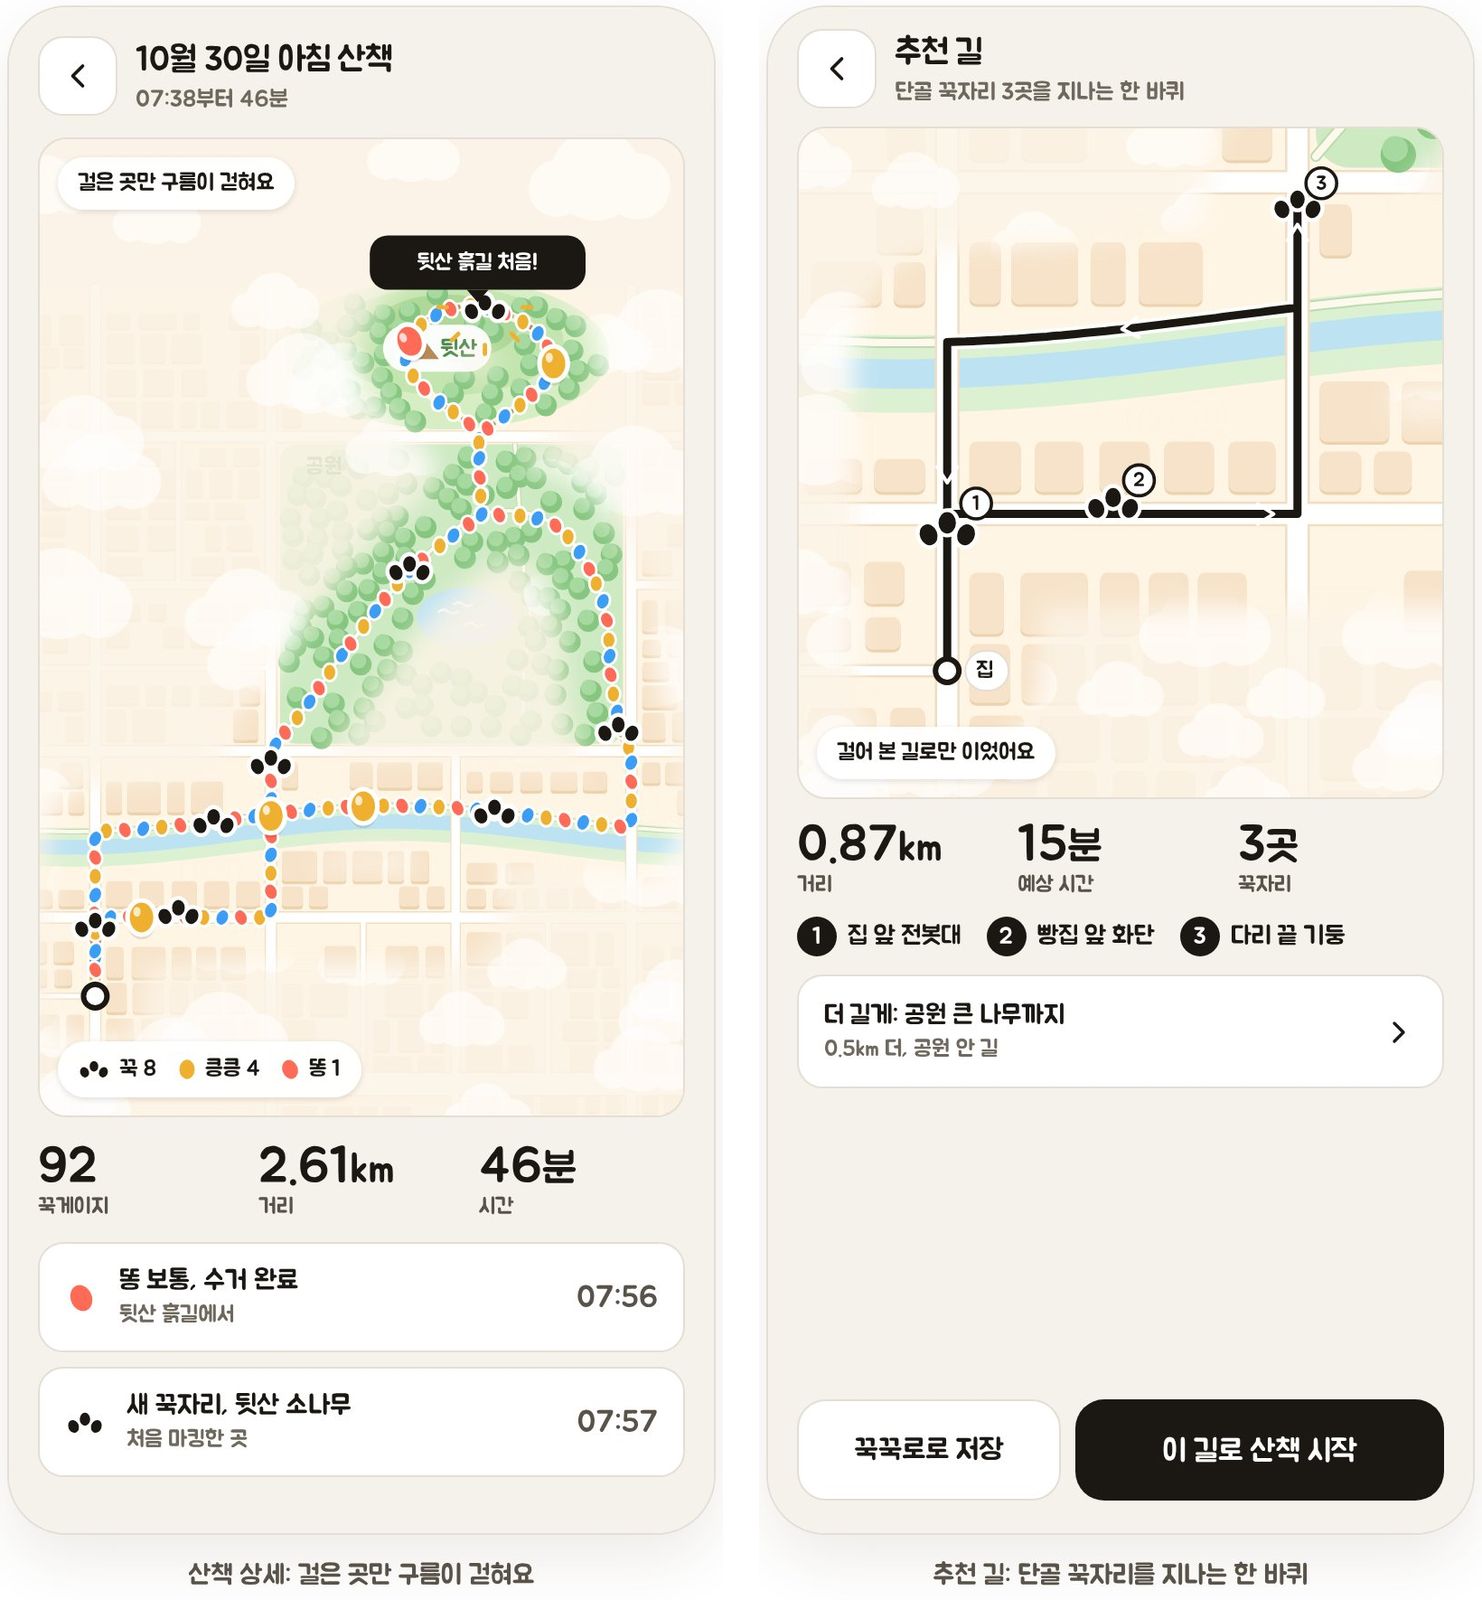 10월 30일 아침 산책
07:38부터 46분
걸은 곳만 구름이 걷혀요
뒷산 흙길 처음!
뒷산
공원
꾹 8 킁킁 4 똥 1
92 2.61km 46분
꾹게이지 거리 시간
똥 보통, 수거 완료
뒷산 흙길에서
07:56
새 꾹자리, 뒷산 소나무
처음 마킹한 곳
07:57
산책 상세: 걸은 곳만 구름이 걷혀요
추천 길
단골 꾹자리 3곳을 지나는 한 바퀴
3
2
1
집
걸어 본 길로만 이었어요
0.87km 15분 3곳
거리 예상 시간 꾹자리
1 집 앞 전봇대 2 빵집 앞 화단 3 다리 끝 기둥
더 길게: 공원 큰 나무까지
0.5km 더, 공원 안 길
꾹꾹로로 저장
이 길로 산책 시작
추천 길: 단골 꾹자리를 지나는 한 바퀴